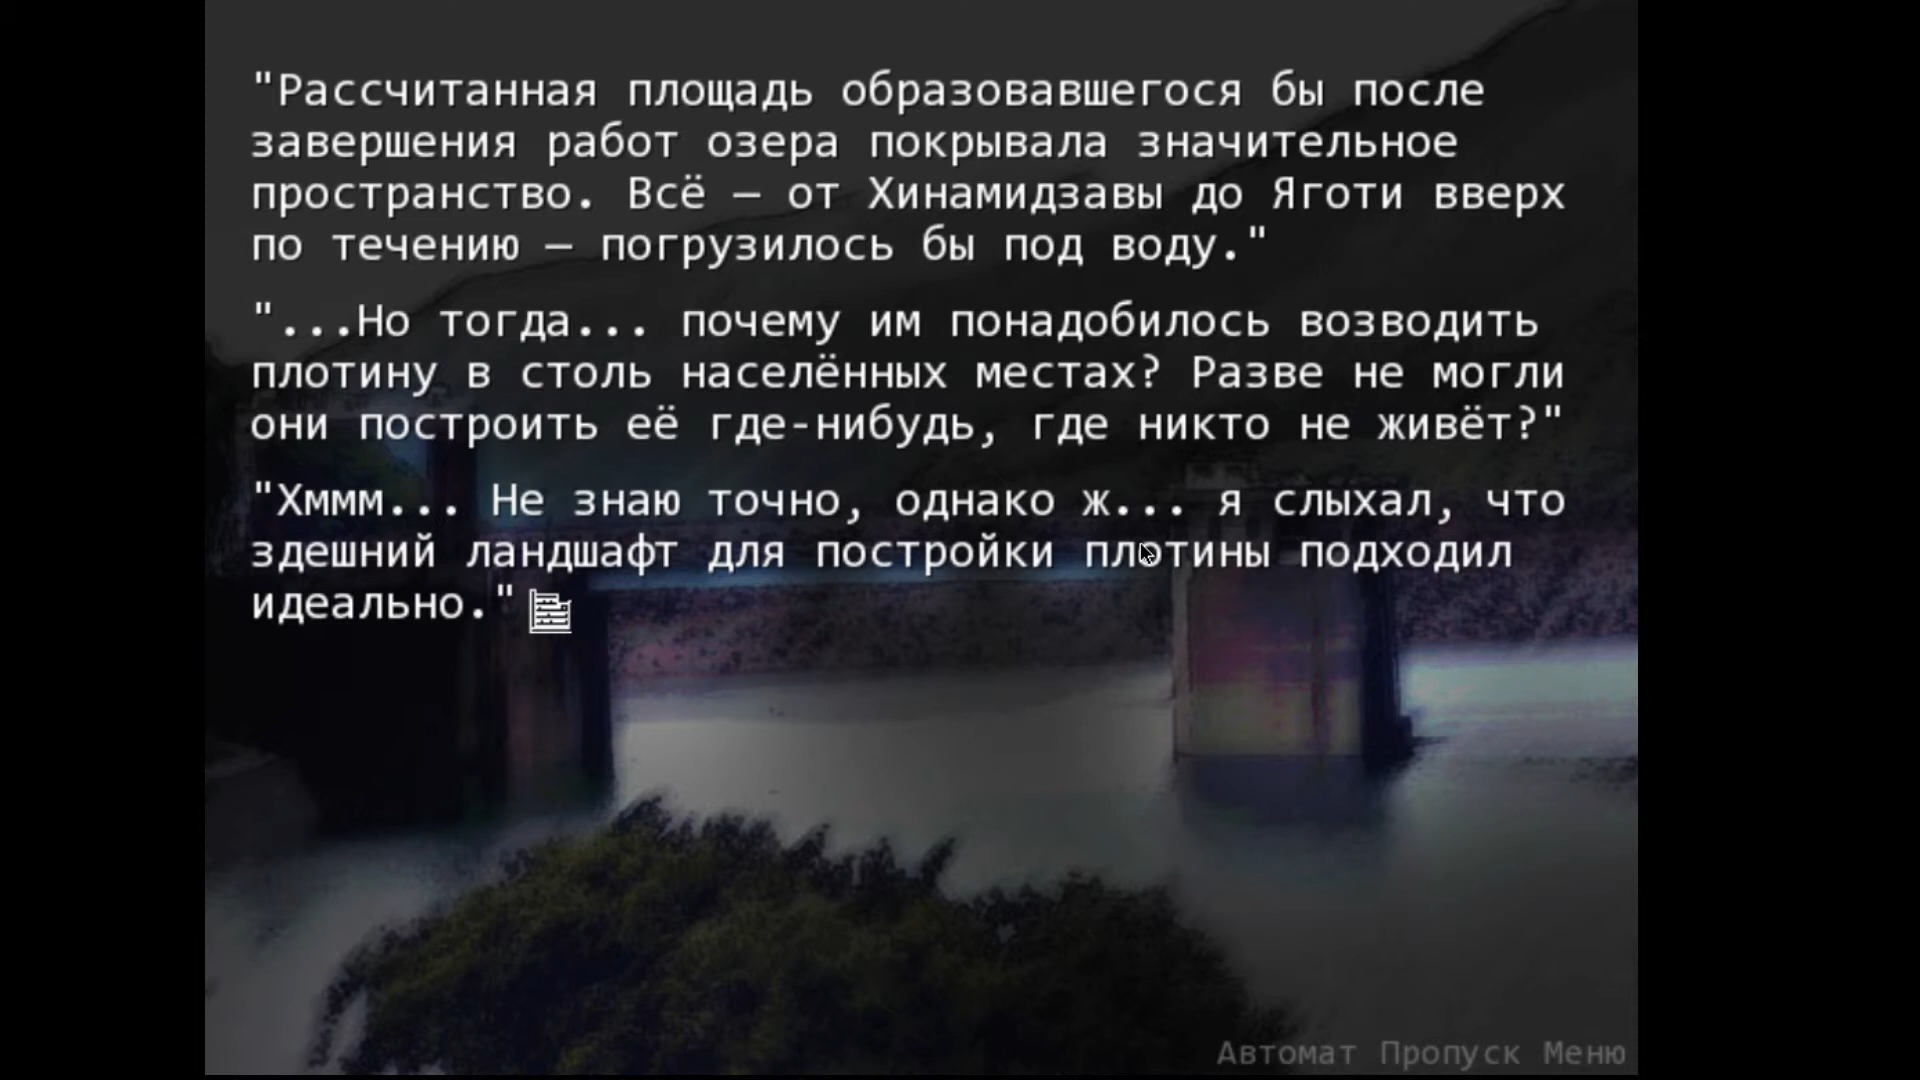 "Рассчитанная площадь образовавшегося бы после
завершения работ озера покрывала значительное
пространство. Всё — от Хинамидзавы до Яготи вверх
по течению — погрузилось бы под воду."
"...Но тогда... почему им понадобилось возводить
плотину в столь населённых местах? Разве не могли
они построить её где-нибудь, где никто не живёт?"
"Хммм... Не знаю точно, однако ж... я слыхал, что
здешний ландшафт для постройки плотины подходил
идеально."
Автомат Пропуск Меню